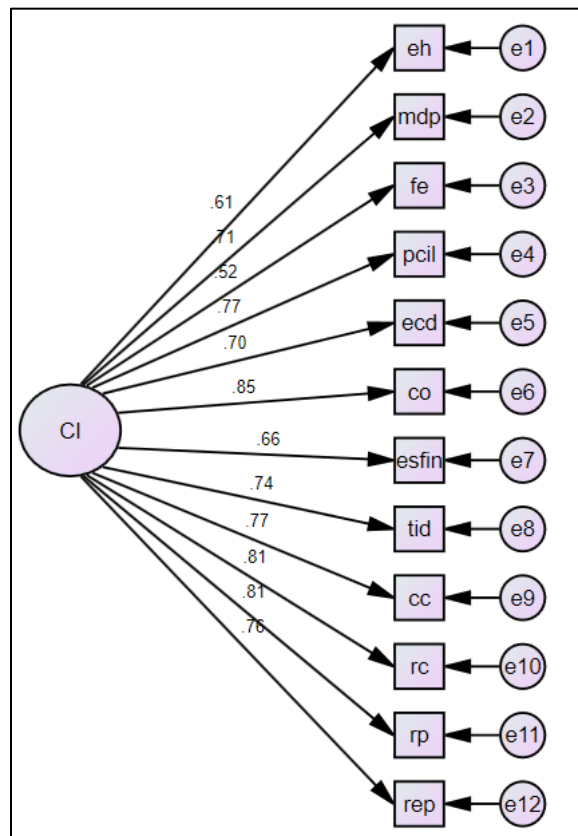 eh e1
mdp e2
fe e3
.61
.71
.52
pcil e4
.77
ecd e5
.70
.85
co e6
CI
.66
esfin e7
.74
tid e8
.77
.81
cc e9
.81
.76
rc e10
rp e11
rep e12